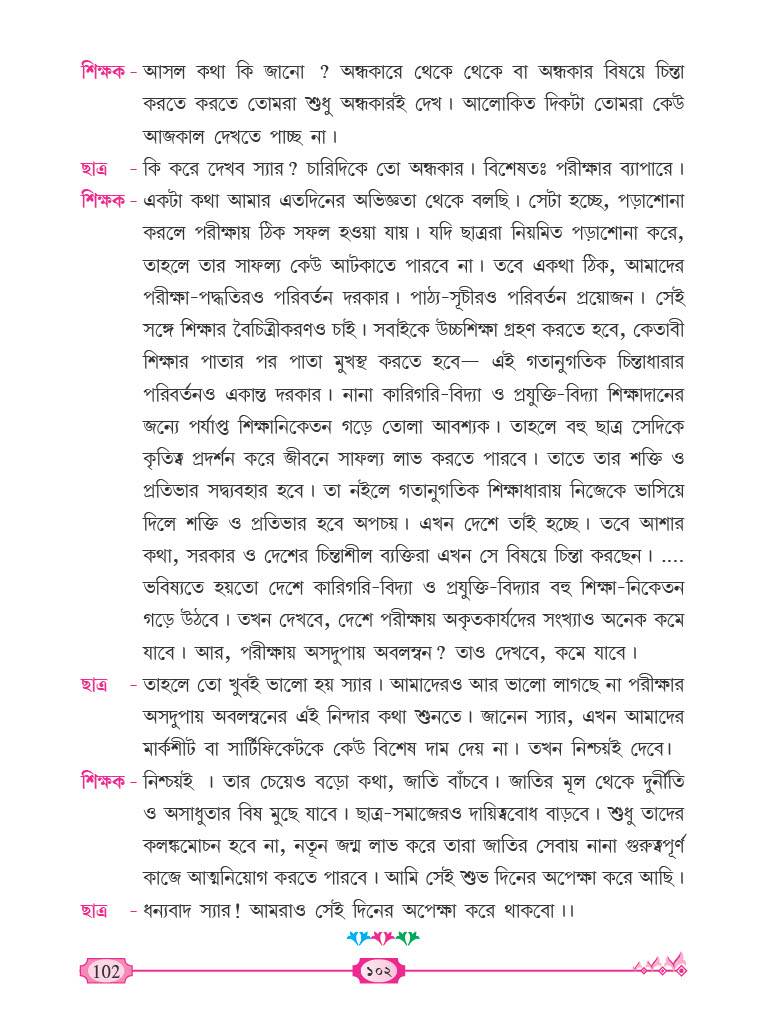 শিক্ষক - আসল কথা কি জানো ? অন্ধকারে থেকে থেকে বা অন্ধকার বিষয়ে চিন্তা
করতে করতে তোমরা শুধু অন্ধকারই দেখ। আলোকিত দিকটা তোমরা কেউ
আজকাল দেখতে পাচ্ছ না।
ছাত্র - কি করে দেখব স্যার? চারিদিকে তো অন্ধকার। বিশেষতঃ পরীক্ষার ব্যাপারে।
শিক্ষক - একটা কথা আমার এতদিনের অভিজ্ঞতা থেকে বলছি। সেটা হচ্ছে, পড়াশোনা
করলে পরীক্ষায় ঠিক সফল হওয়া যায়। যদি ছাত্ররা নিয়মিত পড়াশোনা করে,
তাহলে তার সাফল্য কেউ আটকাতে পারবে না। তবে একথা ঠিক, আমাদের
পরীক্ষা-পদ্ধতিরও পরিবর্তন দরকার। পাঠ্য-সূচীরও পরিবর্তন প্রয়োজন। সেই
সঙ্গে শিক্ষার বৈচিত্রীকরণও চাই। সবাইকে উচ্চশিক্ষা গ্রহণ করতে হবে, কেতাবী
শিক্ষার পাতার পর পাতা মুখস্থ করতে হবে— এই গতানুগতিক চিন্তাধারার
পরিবর্তনও একান্ত দরকার। নানা কারিগরি-বিদ্যা ও প্রযুক্তি-বিদ্যা শিক্ষাদানের
জন্যে পর্যাপ্ত শিক্ষানিকেতন গড়ে তোলা আবশ্যক। তাহলে বহু ছাত্র সেদিকে
কৃতিত্ব প্রদর্শন করে জীবনে সাফল্য লাভ করতে পারবে। তাতে তার শক্তি ও
প্রতিভার সদ্ব্যবহার হবে। তা নইলে গতানুগতিক শিক্ষাধারায় নিজেকে ভাসিয়ে
দিলে শক্তি ও প্রতিভার হবে অপচয়। এখন দেশে তাই হচ্ছে। তবে আশার
কথা, সরকার ও দেশের চিন্তাশীল ব্যক্তিরা এখন সে বিষয়ে চিন্তা করছেন। ....
ভবিষ্যতে হয়তো দেশে কারিগরি-বিদ্যা ও প্রযুক্তি-বিদ্যার বহু শিক্ষা-নিকেতন
গড়ে উঠবে। তখন দেখবে, দেশে পরীক্ষায় অকৃতকার্যদের সংখ্যাও অনেক কমে
যাবে। আর, পরীক্ষায় অসদুপায় অবলম্বন? তাও দেখবে, কমে যাবে।
ছাত্র - তাহলে তো খুবই ভালো হয় স্যার। আমাদেরও আর ভালো লাগছে না পরীক্ষার
অসদুপায় অবলম্বনের এই নিন্দার কথা শুনতে। জানেন স্যার, এখন আমাদের
মার্কশীট বা সার্টিফিকেটকে কেউ বিশেষ দাম দেয় না। তখন নিশ্চয়ই দেবে।
শিক্ষক - নিশ্চয়ই । তার চেয়েও বড়ো কথা, জাতি বাঁচবে। জাতির মূল থেকে দুর্নীতি
ও অসাধুতার বিষ মুছে যাবে। ছাত্র-সমাজেরও দায়িত্ববোধ বাড়বে। শুধু তাদের
কলঙ্কমোচন হবে না, নতূন জন্ম লাভ করে তারা জাতির সেবায় নানা গুরুত্বপূর্ণ
কাজে আত্মনিয়োগ করতে পারবে। আমি সেই শুভ দিনের অপেক্ষা করে আছি।
ছাত্র - ধন্যবাদ স্যার! আমরাও সেই দিনের অপেক্ষা করে থাকবো।।
102 ১০২